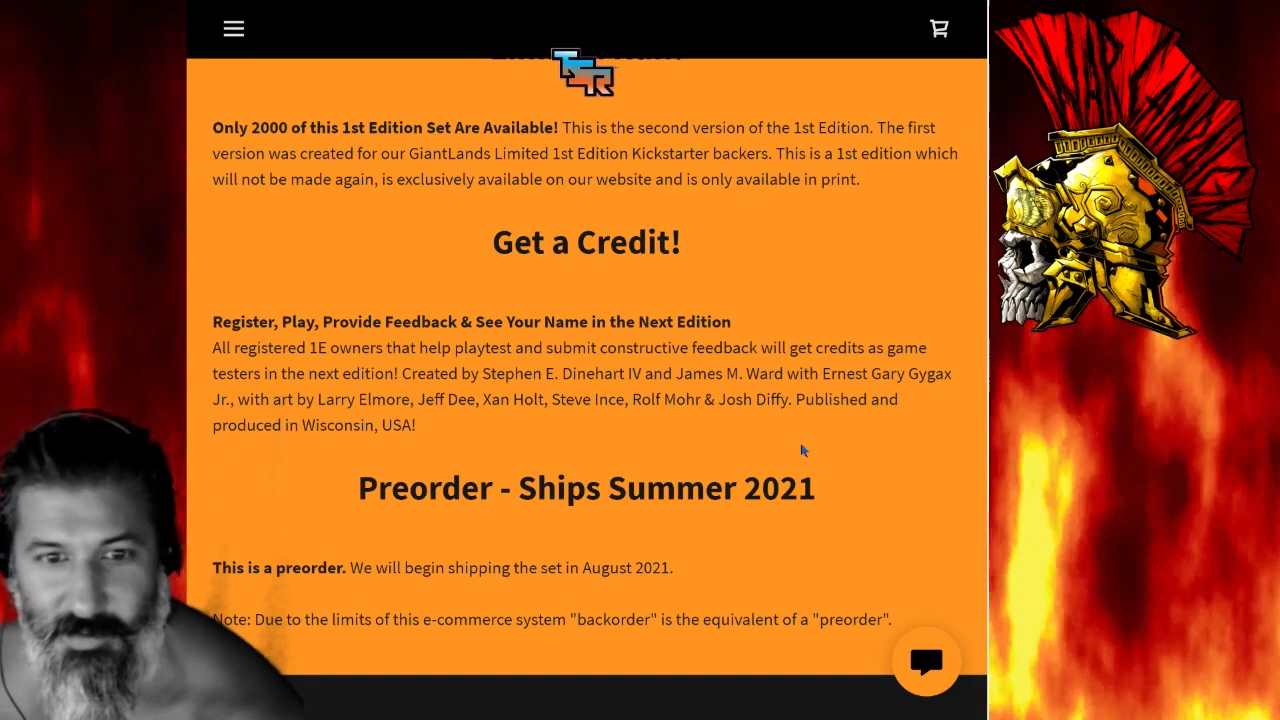 TSR
Only 2000 of this 1st Edition Set Are Available! This is the second version of the 1st Edition. The first
version was created for our GiantLands Limited 1st Edition Kickstarter backers. This is a 1st edition which
will not be made again, is exclusively available on our website and is only available in print.
Get a Credit!
Register, Play, Provide Feedback & See Your Name in the Next Edition
All registered 1E owners that help playtest and submit constructive feedback will get credits as game
testers in the next edition! Created by Stephen E. Dinehart IV and James M. Ward with Ernest Gary Gygax
Jr., with art by Larry Elmore, Jeff Dee, Xan Holt, Steve Ince, Rolf Mohr & Josh Diffy. Published and
produced in Wisconsin, USA!
Preorder - Ships Summer 2021
This is a preorder. We will begin shipping the set in August 2021.
Note: Due to the limits of this e-commerce system "backorder" is the equivalent of a "preorder".